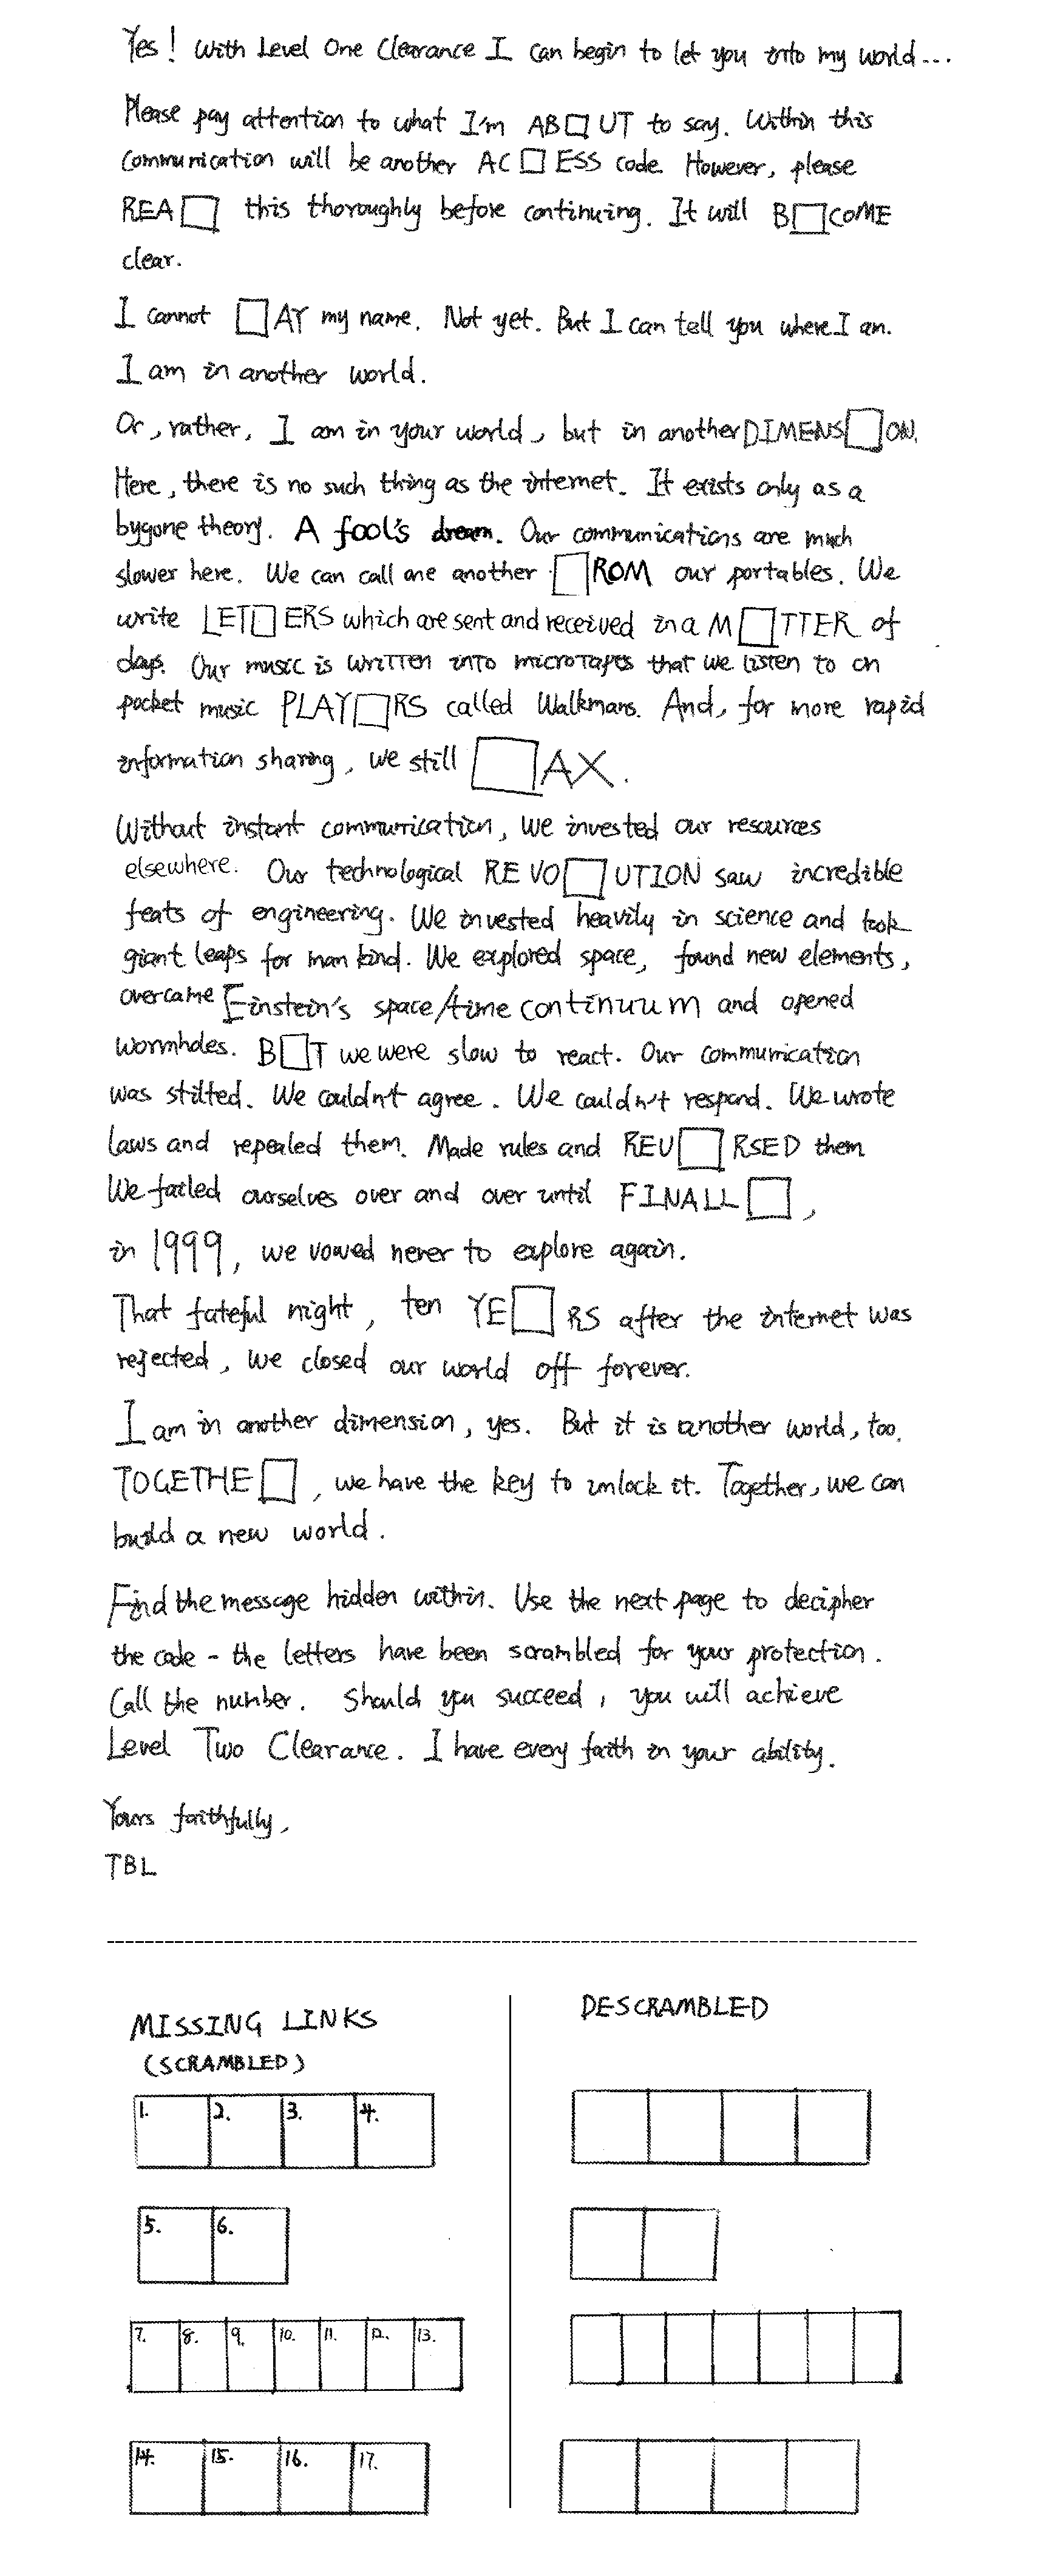 Yes! With Level One Clearance I can begin to let you into my world...
Please pay attention to what I'm AB□UT to say. Within this
communication will be another AC□ESS code. However, please
REA□ this thoroughly before continuing. It will B□COME
clear.
I cannot □AY my name. Not yet. But I can tell you where I am.
I am in another world.
Or, rather, I am in your world, but in another DIMENS□ON.
Here, there is no such thing as the internet. It exists only as a
bygone theory. A fool's dream. Our communications are much
slower here. We can call one another □ROM our portables. We
write LET□ERS which are sent and received in a M□TTER of
days. Our music is written into microtapes that we listen to on
pocket music PLAY□RS called Walkmans. And, for more rapid
information sharing, we still □AX.
Without instant communication, we invested our resources
elsewhere. Our technological REVO□UTION saw incredible
feats of engineering. We invested heavily in science and took
giant leaps for mankind. We explored space, found new elements,
overcame Einstein's space/time continuum and opened
wormholes. B□T we were slow to react. Our communication
was stilted. We couldn't agree. We couldn't respond. We wrote
laws and repealed them. Made rules and REV□RSED them
We failed ourselves over and over until FINALL□,
in 1999, we vowed never to explore again.
That fateful night, ten YE□RS after the internet was
rejected, we closed our world off forever.
I am in another dimension, yes. But it is another world, too.
TOGETHE□, we have the key to unlock it. Together, we can
build a new world.
Find the message hidden within. Use the next page to decipher
the code - the letters have been scrambled for your protection.
Call the number. Should you succeed, you will achieve
Level Two Clearance. I have every faith in your ability.
Yours faithfully,
TBL
MISSING LINKS
(SCRAMBLED)
DESCRAMBLED
1. 2. 3. 4.
5. 6.
7. 8. 9. 10. 11. 12. 13.
14. 15. 16. 17.